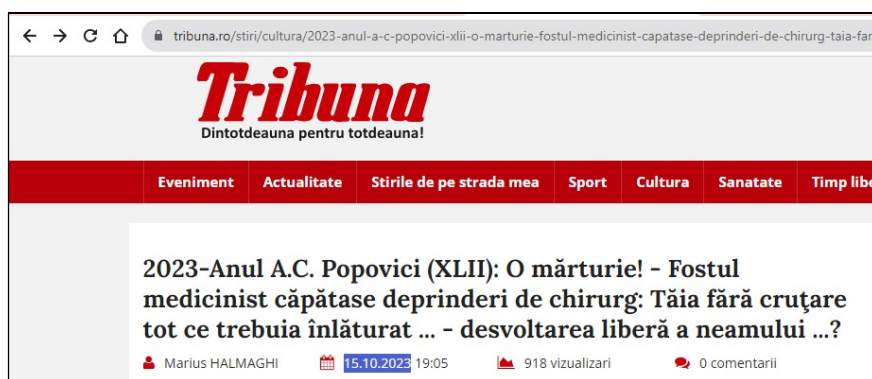 tribuna.ro/stiri/cultura/2023-anul-a-c-popovici-xlii-o-marturie-fostul-medicinist-capatase-deprinderi-de-chirurg-taia-far
Tribuna
Dintotdeauna pentru totdeauna!
Eveniment Actualitate Stirile de pe strada mea Sport Cultura Sanatate Timp libe
2023-Anul A.C. Popovici (XLII): O mărturie! - Fostul
medicinist căpătase deprinderi de chirurg: Tăia fără cruţare
tot ce trebuia înlăturat ... - desvoltarea liberă a neamului ...?
Marius HALMAGHI 15.10.2023 19:05 918 vizualizari 0 comentarii